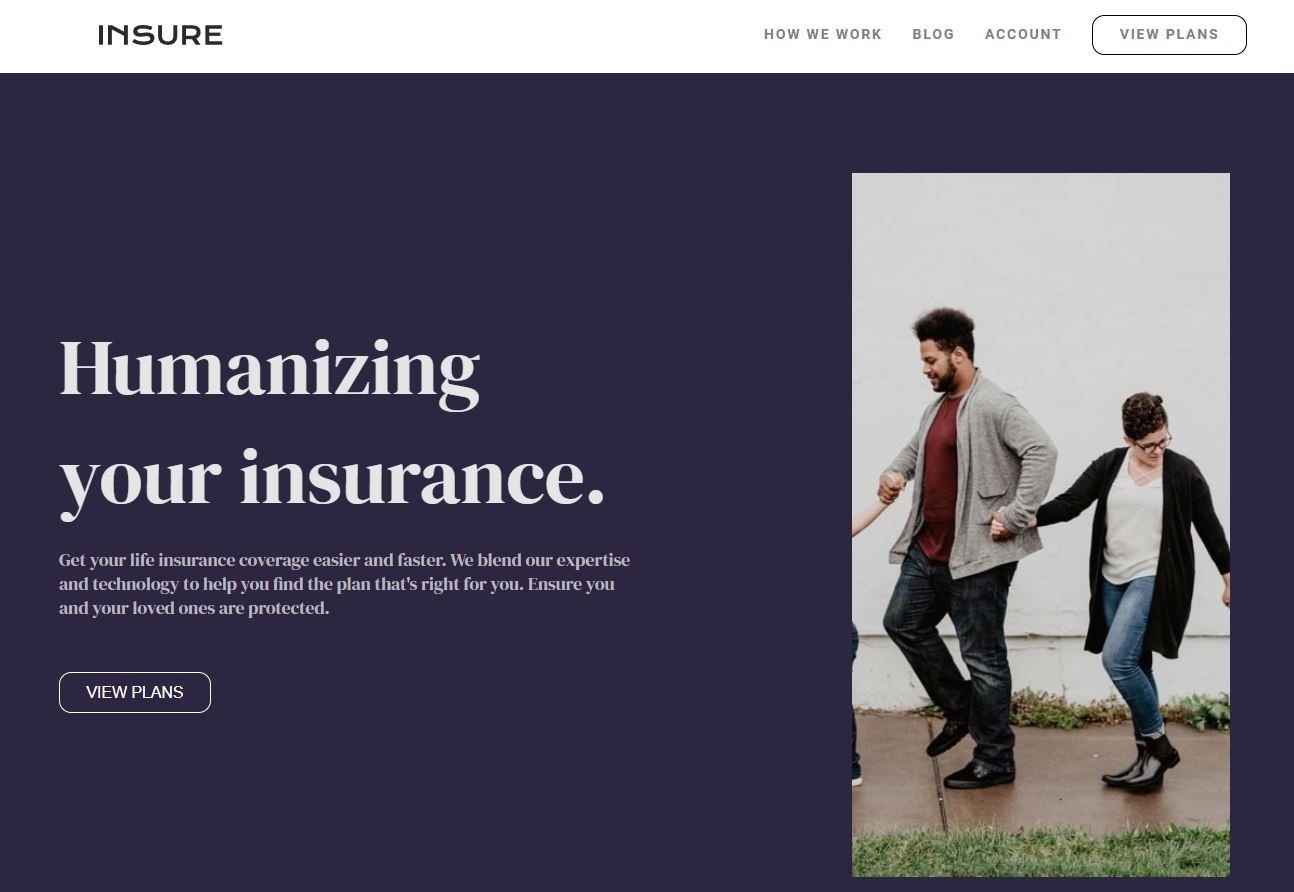 INSURE
HOW WE WORK
BLOG
ACCOUNT
VIEW PLANS
Humanizing
your insurance.
Get your life insurance coverage easier and faster. We blend our expertise
and technology to help you find the plan that's right for you. Ensure you
and your loved ones are protected.
VIEW PLANS